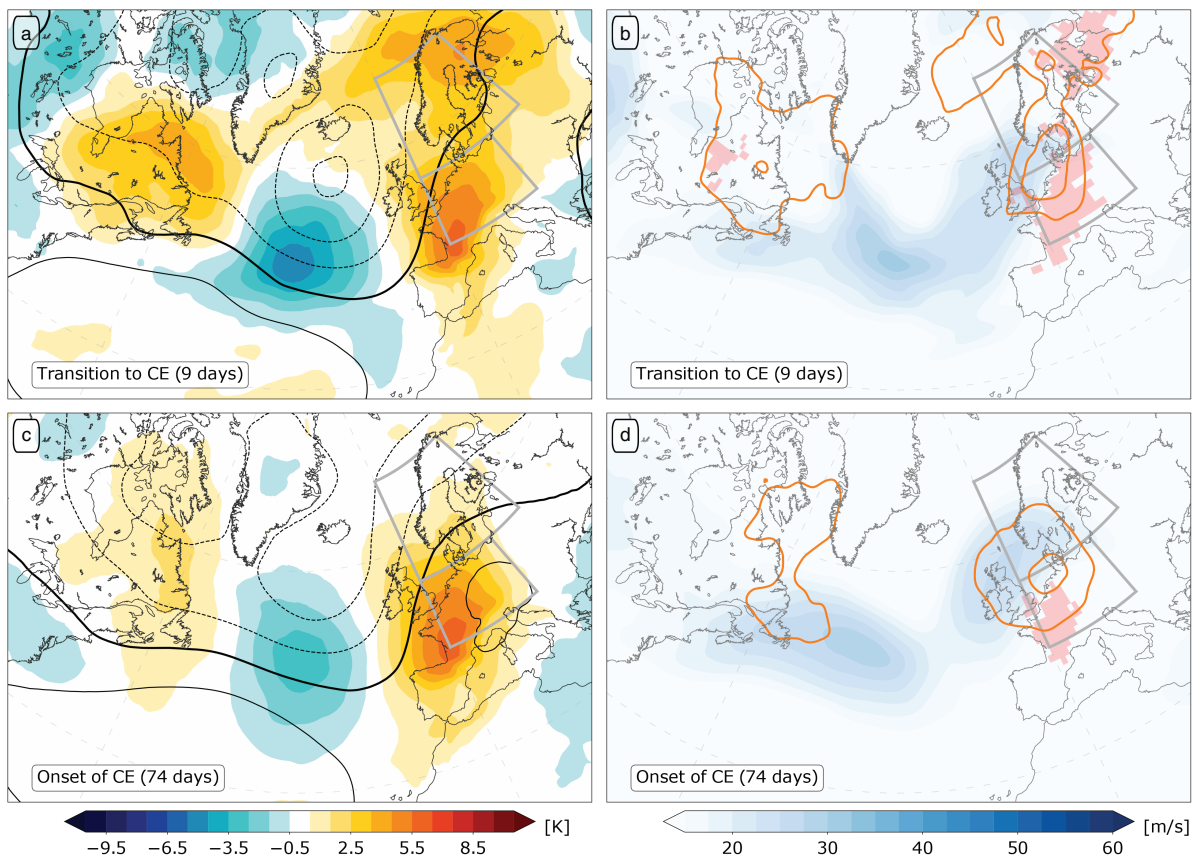 a
b
Transition to CE (9 days)
Transition to CE (9 days)
c
d
Onset of CE (74 days)
Onset of CE (74 days)
−9.5 −6.5 −3.5 −0.5 2.5 5.5 8.5 [K]
20 30 40 50 60 [m/s]